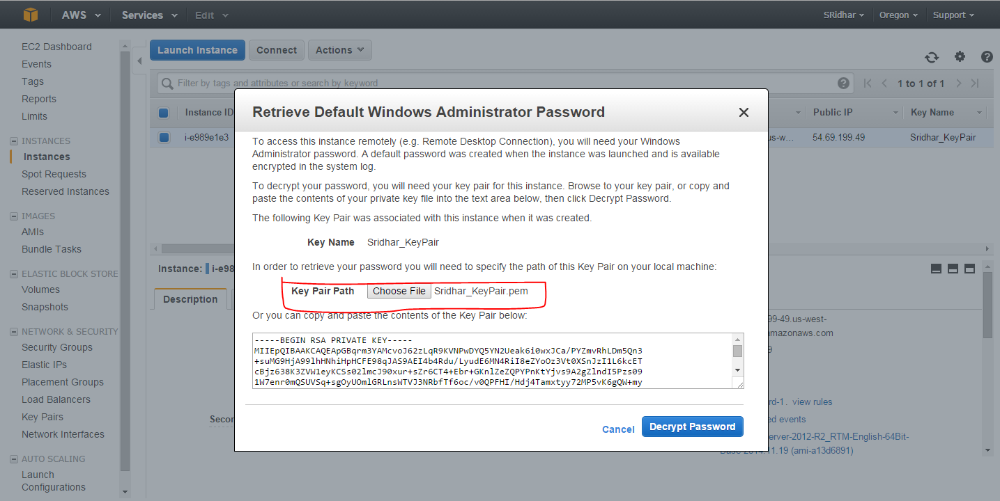 AWS
Services
Edit
SRidhar
Oregon
Support
EC2 Dashboard
Events
Tags
Reports
Limits
INSTANCES
Instances
Spot Requests
Reserved Instances
IMAGES
AMIs
Bundle Tasks
ELASTIC BLOCK STORE
Volumes
Snapshots
NETWORK & SECURITY
Security Groups
Elastic IPs
Placement Groups
Load Balancers
Key Pairs
Network Interfaces
AUTO SCALING
Launch
Configurations
Launch Instance
Connect
Actions
Filter by tags and attributes or search by keyword
1 to 1 of 1
Instance ID
Public IP
Key Name
i-e989e1e3
us-w...
54.69.199.49
Sridhar_KeyPair
Retrieve Default Windows Administrator Password
To access this instance remotely (e.g. Remote Desktop Connection), you will need your Windows
Administrator password. A default password was created when the instance was launched and is available
encrypted in the system log.
To decrypt your password, you will need your key pair for this instance. Browse to your key pair, or copy and
paste the contents of your private key file into the text area below, then click Decrypt Password.
The following Key Pair was associated with this instance when it was created.
Key Name Sridhar_KeyPair
In order to retrieve your password you will need to specify the path of this Key Pair on your local machine:
Key Pair Path Choose File Sridhar_KeyPair.pem
Or you can copy and paste the contents of the Key Pair below:
-----BEGIN RSA PRIVATE KEY-----
MIIEpQIBAAKCAQEApGBqrm3YAMcvoJ62zLqR9KVNPwDYQ5YN2Ueak6i0wxJCa/PYZmvRhLDm5Qn3
+suMG9HjA99lhHNhiHpHCFE98qJAS9AEI4b4Rdu/LyudE6MN4RiI8eZYoOz3Vt0XSnJzI1L6kcET
cBjz638K3ZVW1eyKCSs02lmcJ90xur+sZr6CT4+Ebr+GKnlZeZQPYPnKtYjvs9A2gZlndI5Pzs09
1W7enr0mQSUVSq+sgOyUOmlGRLnsWTVJ3NRbfTf6oc/v0QPFHI/Hdj4Tamxtyy72MP5vK6gQW+my
Cancel
Decrypt Password
Instance:
i-e98
Description
99-49.us-west-
amazonaws.com
9
Secon
rd-1. view rules
ed events
erver-2012-R2_RTM-English-64Bit-
Base 2014.11.19 (ami-a13d6891)